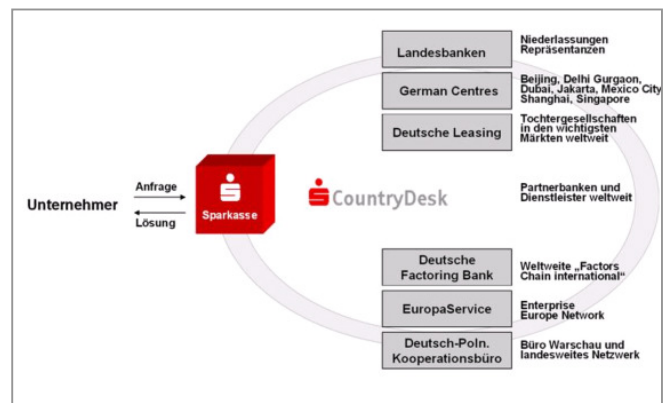 Landesbanken
Niederlassungen
Repräsentanzen
German Centres
Beijing, Delhi Gurgaon,
Dubai, Jakarta, Mexico City
Shanghai, Singapore
Deutsche Leasing
Tochtergesellschaften
in den wichtigsten
Märkten weltweit
Unternehmer
Anfrage
Lösung
Sparkasse
CountryDesk
Partnerbanken und
Dienstleister weltweit
Deutsche
Factoring Bank
Weltweite „Factors
Chain international“
EuropaService
Enterprise
Europe Network
Deutsch-Poln.
Kooperationsbüro
Büro Warschau und
landesweites Netzwerk